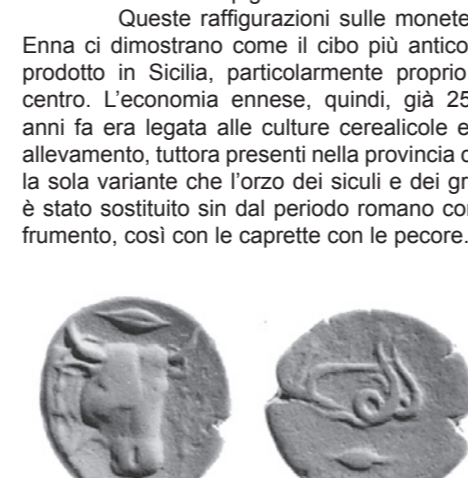 Queste raffigurazioni sulle monete
Enna ci dimostrano come il cibo più antico
prodotto in Sicilia, particolarmente proprio
centro. L’economia ennese, quindi, già 25
anni fa era legata alle culture cerealicole e
allevamento, tuttora presenti nella provincia
la sola variante che l’orzo dei siculi e dei
è stato sostituito sin dal periodo romano
frumento, così con le caprette con le pecore.